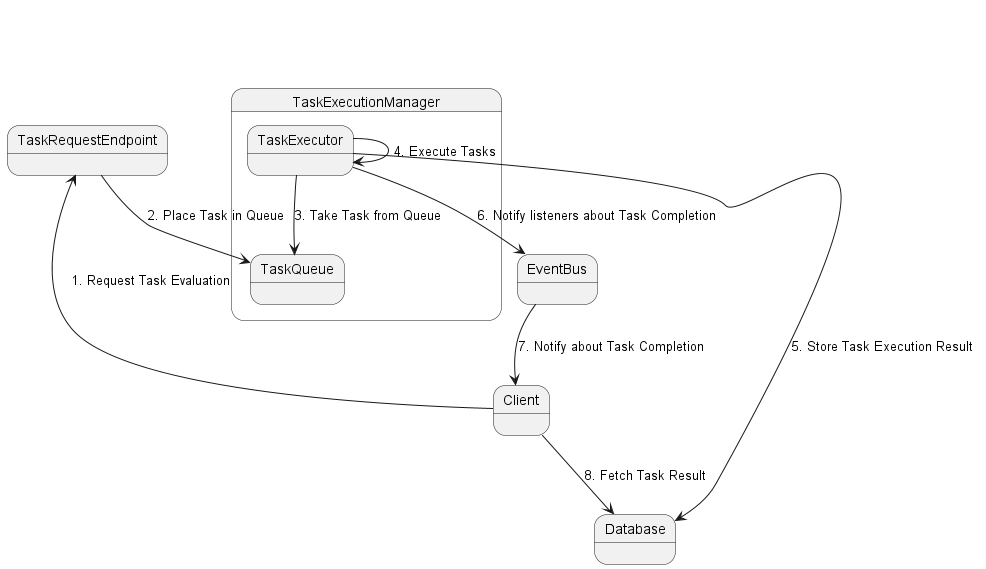 TaskExecutionManager
TaskRequestEndpoint
TaskExecutor
4. Execute Tasks
2. Place Task in Queue
3. Take Task from Queue
6. Notify listeners about Task Completion
TaskQueue
EventBus
1. Request Task Evaluation
7. Notify about Task Completion
5. Store Task Execution Result
Client
8. Fetch Task Result
Database